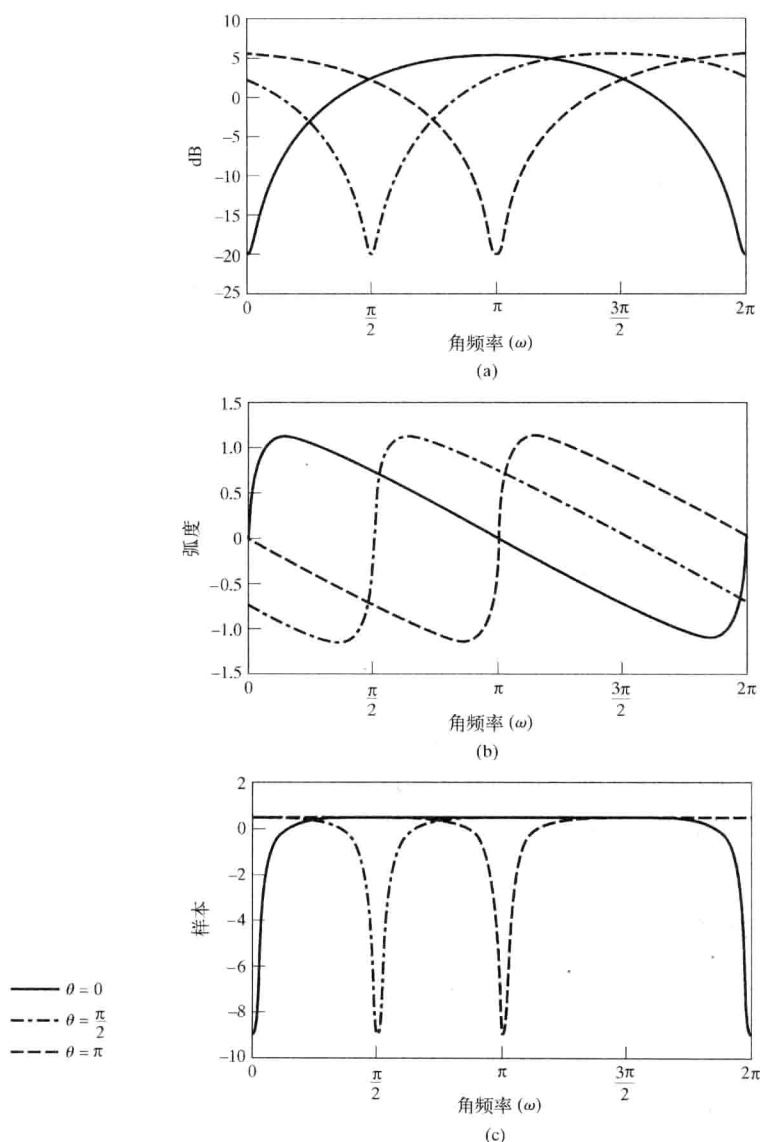 10
5
0
-5
-10
-15
-20
-25
dB
0
π/2
π
3π/2
2π
角频率 (ω)
(a)
1.5
1.0
0.5
0
-0.5
-1.0
-1.5
弧度
0
π/2
π
3π/2
2π
角频率 (ω)
(b)
2
0
-2
-4
-6
-8
-10
样本
0
π/2
π
3π/2
2π
角频率 (ω)
(c)
θ = 0
θ = π/2
θ = π